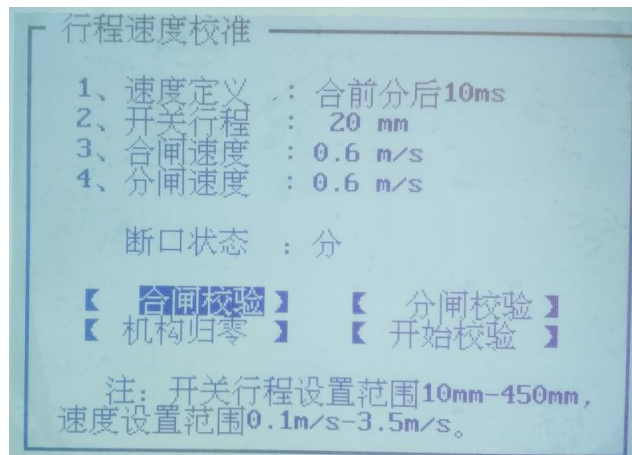 行程速度校准
1、速度定义 : 合前分后10ms
2、开关行程 : 20 mm
3、合闸速度 : 0.6 m/s
4、分闸速度 : 0.6 m/s
断口状态 : 分
【 合闸校验 】 【 分闸校验 】
【 机构归零 】 【 开始校验 】
注: 开关行程设置范围10mm-450mm,
速度设置范围0.1m/s-3.5m/s。